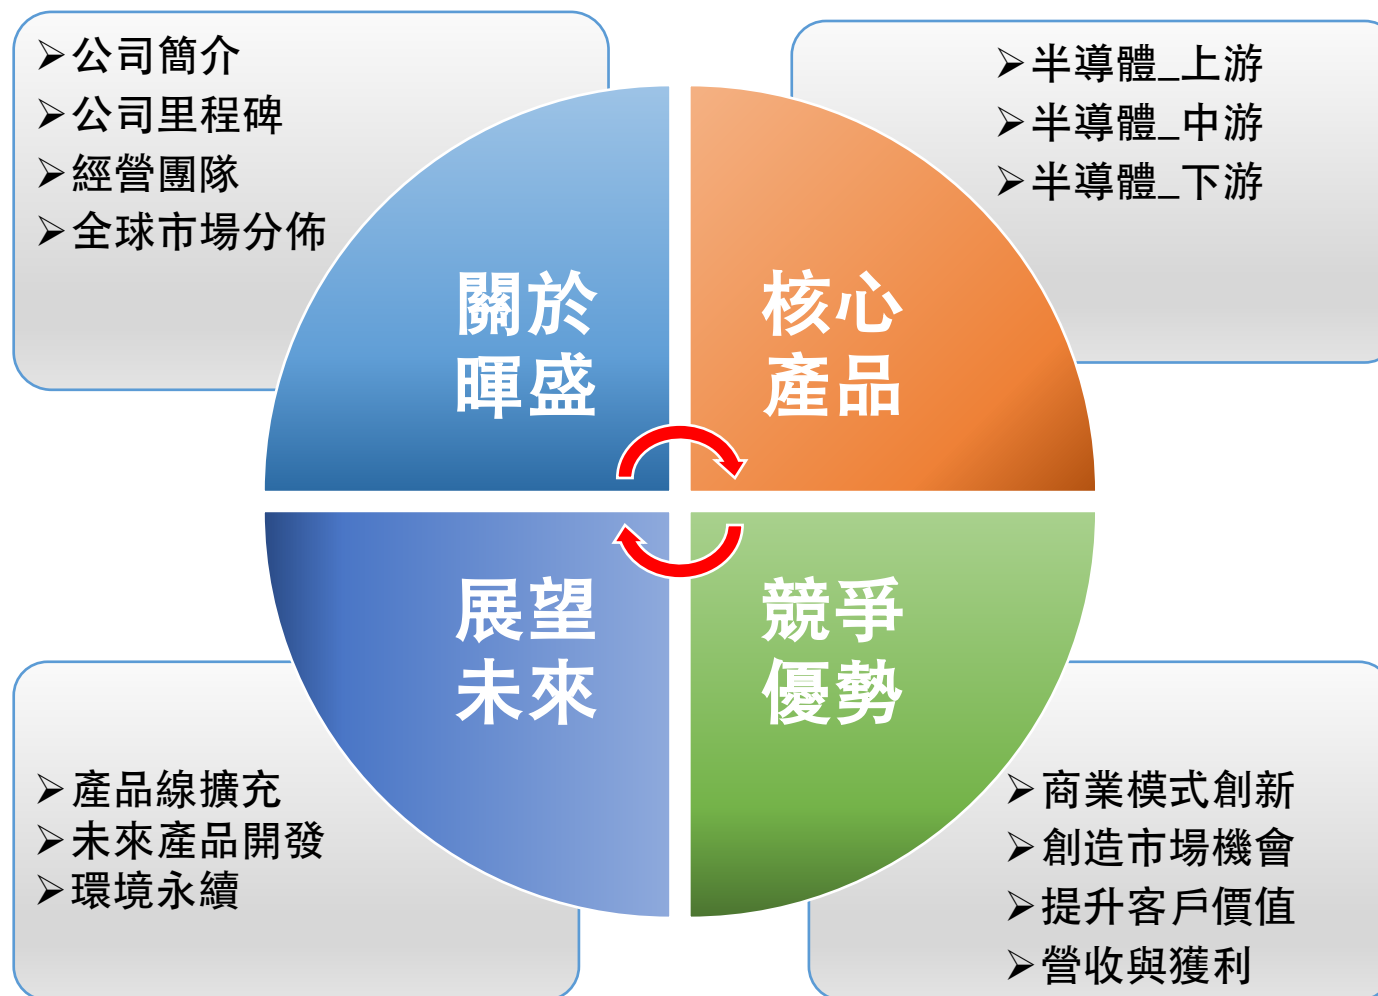 ➢公司簡介
➢公司里程碑
➢經營團隊
➢全球市場分佈
關於
暉盛
➢半導體_上游
➢半導體_中游
➢半導體_下游
核心
產品
展望
未來
➢產品線擴充
➢未來產品開發
➢環境永續
競爭
優勢
➢商業模式創新
➢創造市場機會
➢提升客戶價值
➢營收與獲利